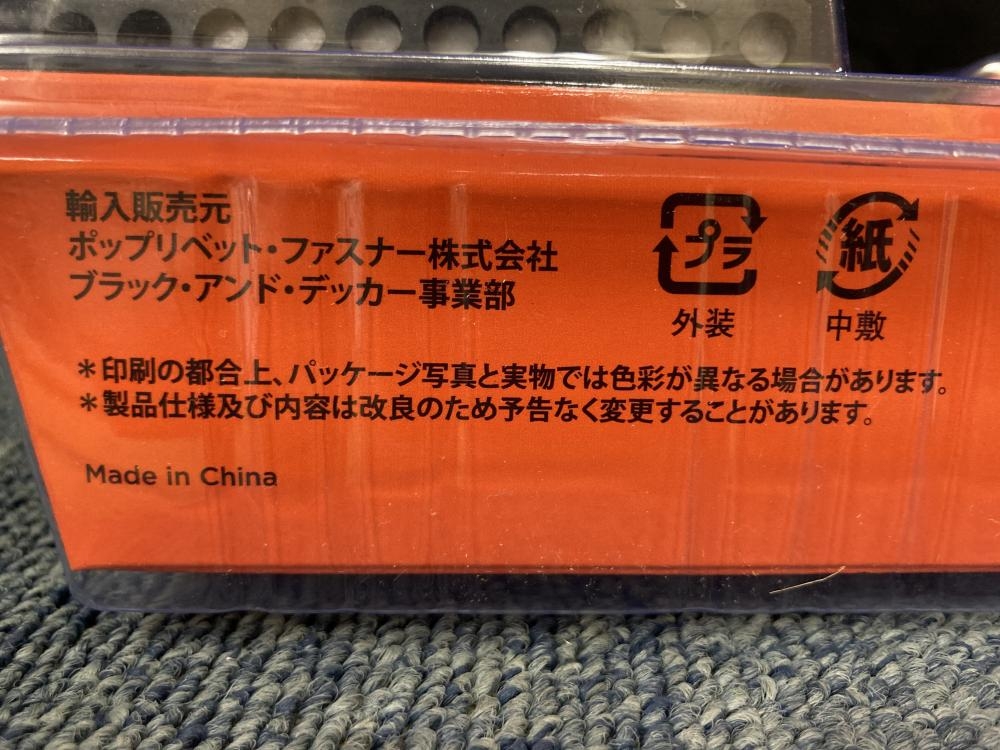 輸入販売元
ポップリベット・ファスナー株式会社
ブラック・アンド・デッカー事業部
プラ
外装
紙
中敷
＊印刷の都合上、パッケージ写真と実物では色彩が異なる場合があります。
＊製品仕様及び内容は改良のため予告なく変更することがあります。
Made in China